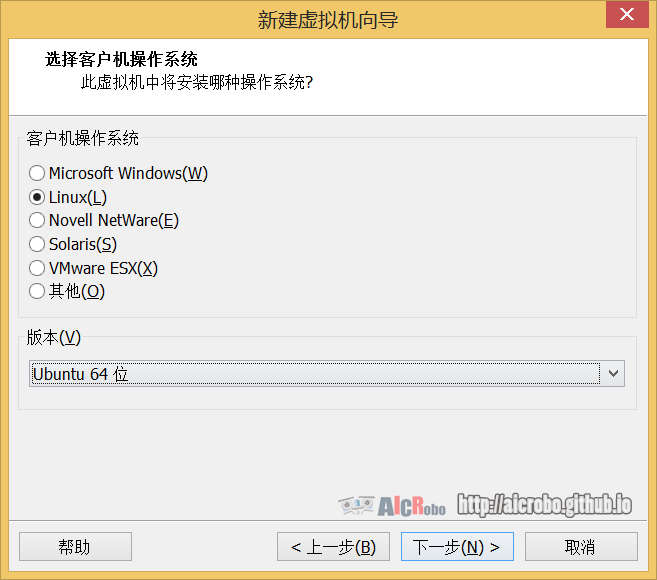 新建虚拟机向导
选择客户机操作系统
此虚拟机中将安装哪种操作系统?
客户机操作系统
Microsoft Windows(W)
Linux(L)
Novell NetWare(E)
Solaris(S)
VMware ESX(X)
其他(O)
版本(V)
Ubuntu 64 位
AICRobo http://aicrobo.github.io
帮助 < 上一步(B) 下一步(N) > 取消